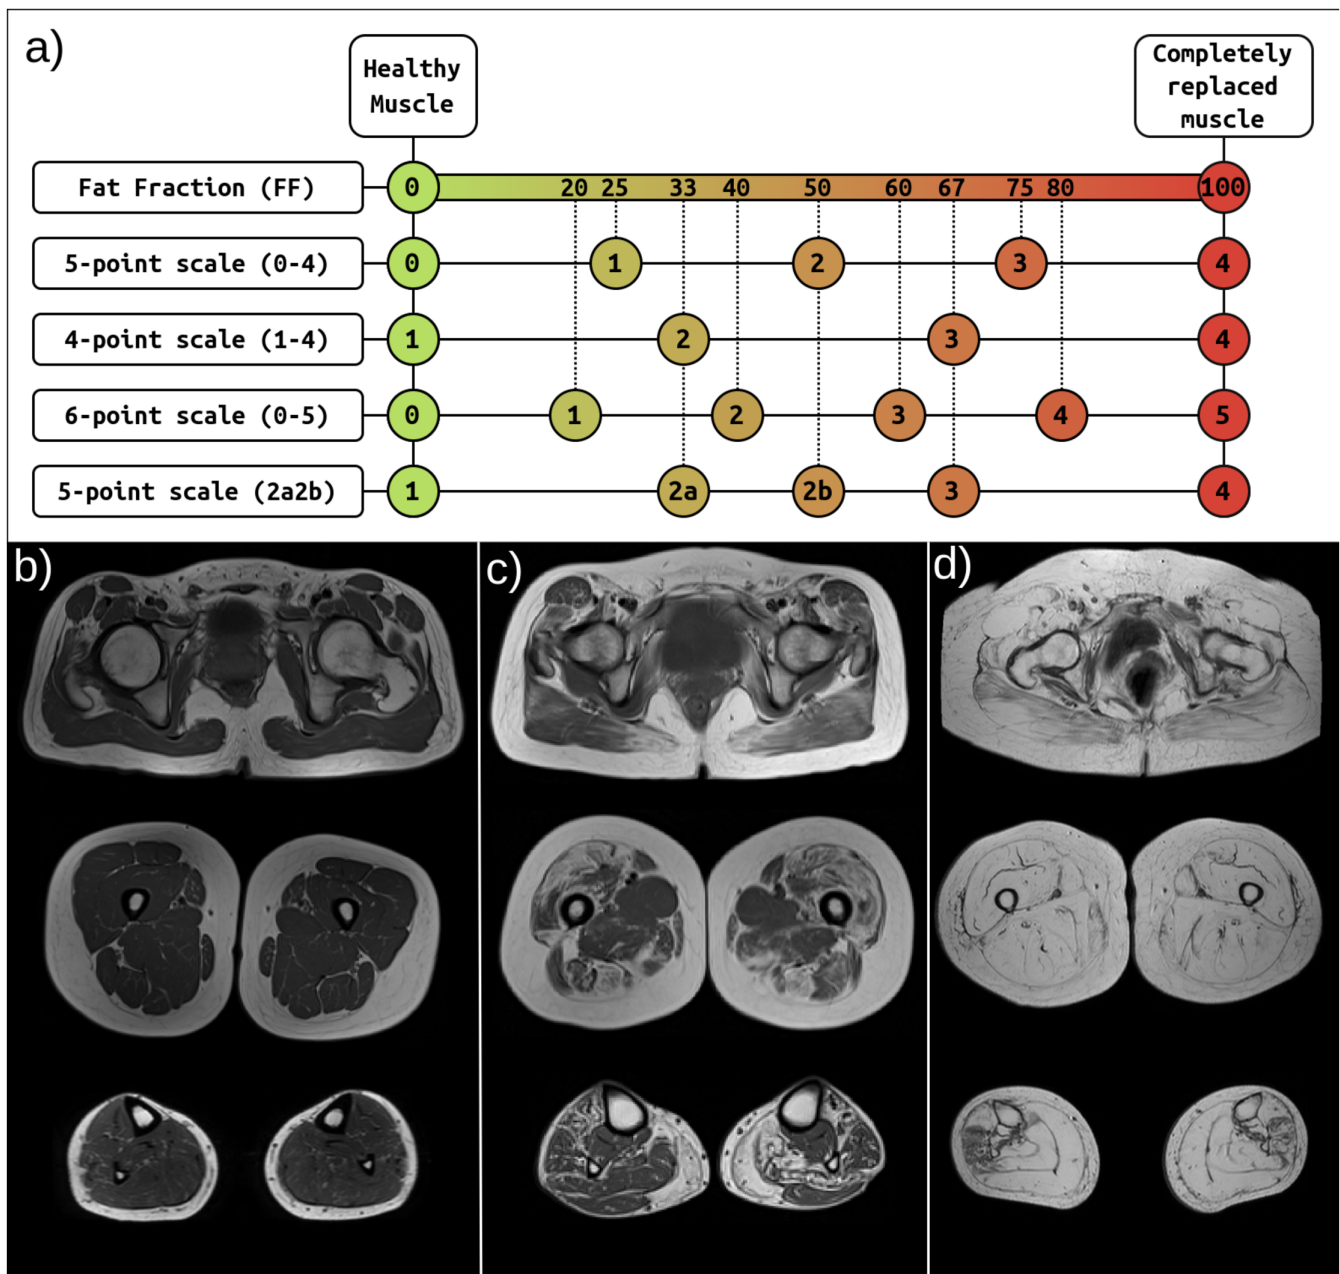 a)
Healthy
Muscle
Completely
replaced
muscle
Fat Fraction (FF) 0 20 25 33 40 50 60 67 75 80 100
5-point scale (0-4) 0 1 2 3 4
4-point scale (1-4) 1 2 3 4
6-point scale (0-5) 0 1 2 3 4 5
5-point scale (2a2b) 1 2a 2b 3 4
b) c) d)